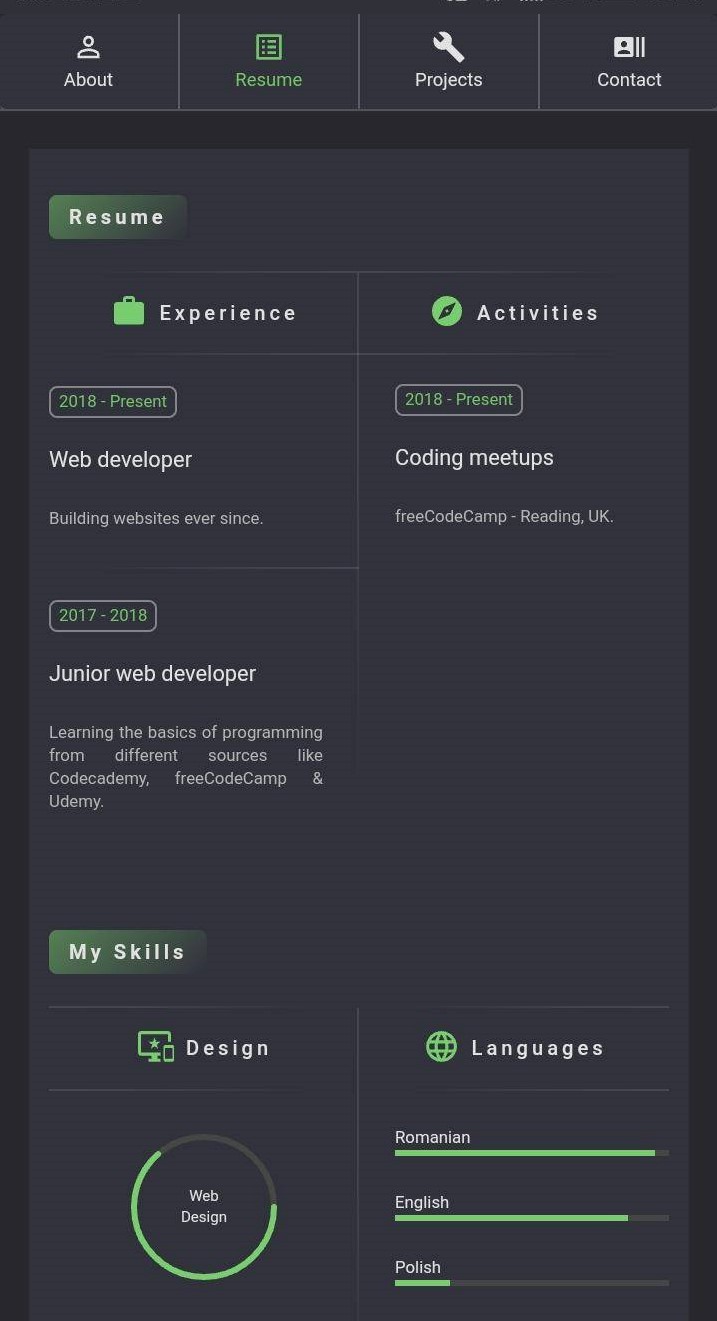 About
Resume
Projects
Contact
Resume
Experience
Activities
2018 - Present
Web developer
Building websites ever since.
2017 - 2018
Junior web developer
Learning the basics of programming
from different sources like
Codecademy, freeCodeCamp &
Udemy.
2018 - Present
Coding meetups
freeCodeCamp - Reading, UK.
My Skills
Design
Languages
Web
Design
Romanian
English
Polish